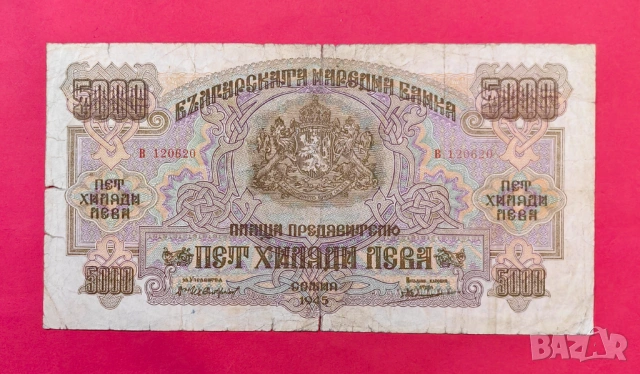 5000 БЪЛГАРСКАТА НАРОДНА БАНКА 5000
В 120620 В 120620
ПЕТ ХИЛЯДИ ЛЕВА
ПЕТ ХИЛЯДИ ЛЕВА
ПЛАЩА ПРЕДЯВИТЕЛЮ
ПЕТ ХИЛЯДИ ЛЕВА
5000 5000
СОФИЯ
1945
BAZAR